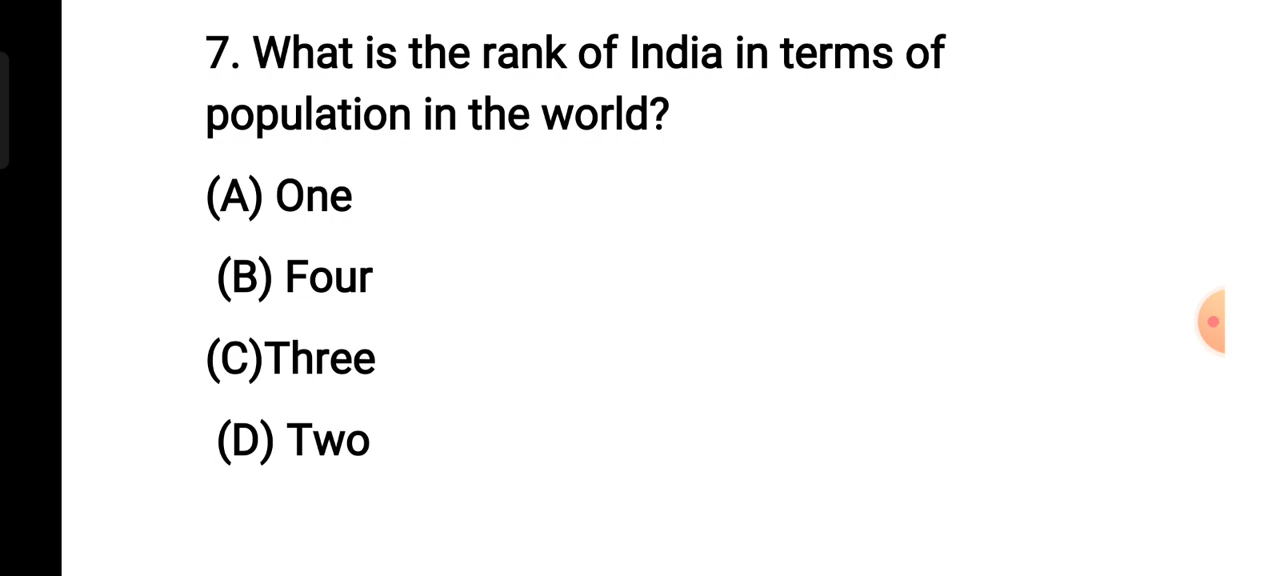 7. What is the rank of India in terms of
population in the world?
(A) One
(B) Four
(C)Three
(D) Two